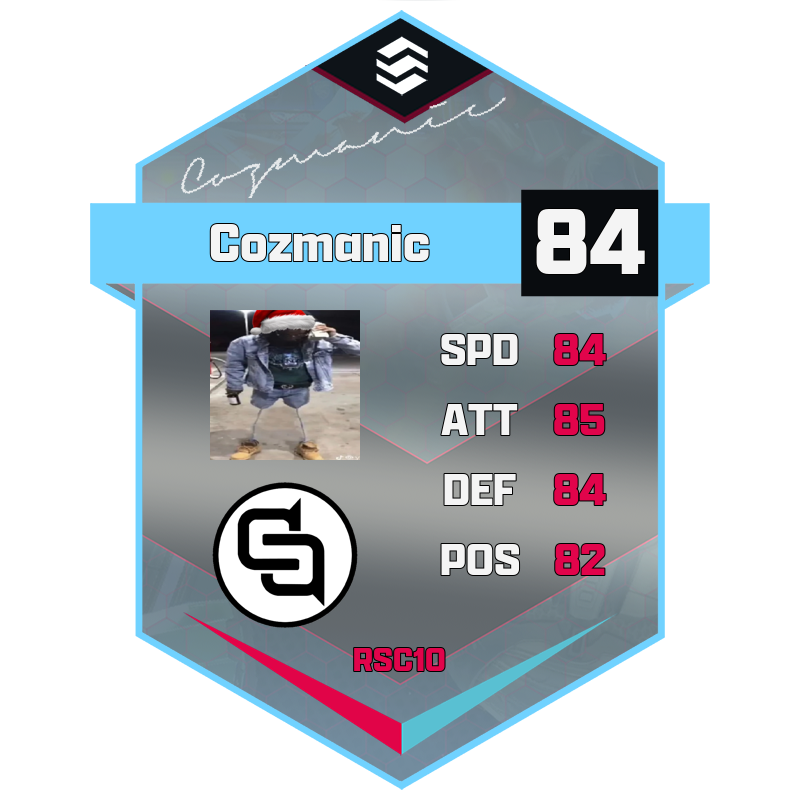 Cozmanic
Cozmanic 84
SPD 84
ATT 85
DEF 84
POS 82
RSC10